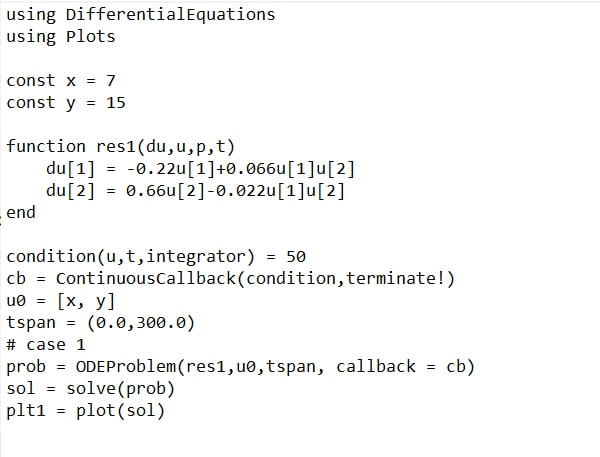 using DifferentialEquations
using Plots
const x = 7
const y = 15
function res1(du,u,p,t)
    du[1] = -0.22u[1]+0.066u[1]u[2]
    du[2] = 0.66u[2]-0.022u[1]u[2]
end
condition(u,t,integrator) = 50
cb = ContinuousCallback(condition,terminate!)
u0 = [x, y]
tspan = (0.0,300.0)
# case 1
prob = ODEProblem(res1,u0,tspan, callback = cb)
sol = solve(prob)
plt1 = plot(sol)